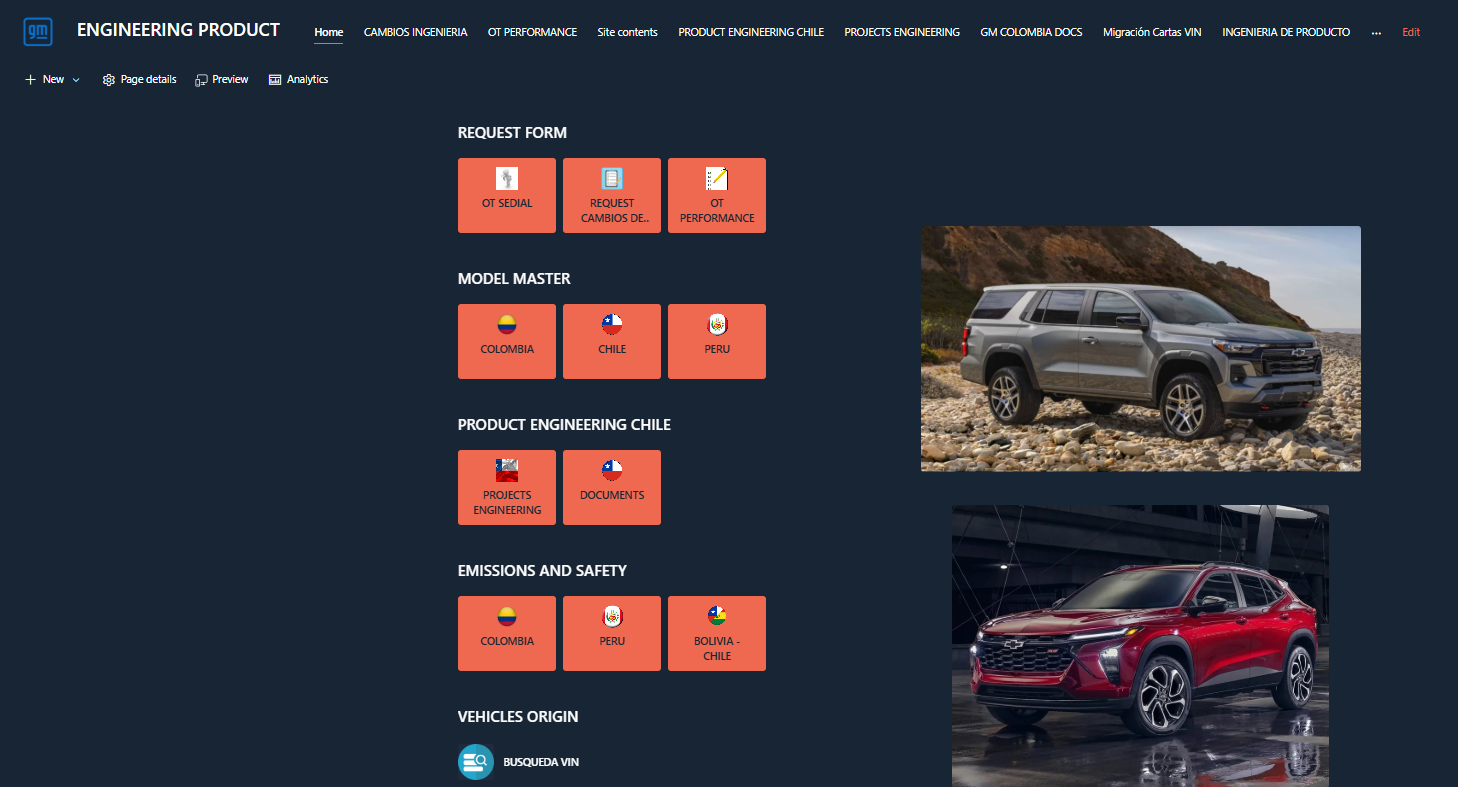 gm
ENGINEERING PRODUCT
Home
CAMBIOS INGENIERIA
OT PERFORMANCE
Site contents
PRODUCT ENGINEERING CHILE
PROJECTS ENGINEERING
GM COLOMBIA DOCS
Migración Cartas VIN
INGENIERIA DE PRODUCTO
...
Edit
New
Page details
Preview
Analytics
REQUEST FORM
OT SEDIAL
REQUEST
CAMBIOS DE..
OT
PERFORMANCE
MODEL MASTER
COLOMBIA
CHILE
PERU
PRODUCT ENGINEERING CHILE
PROJECTS
ENGINEERING
DOCUMENTS
EMISSIONS AND SAFETY
COLOMBIA
PERU
BOLIVIA -
CHILE
VEHICLES ORIGIN
BUSQUEDA VIN